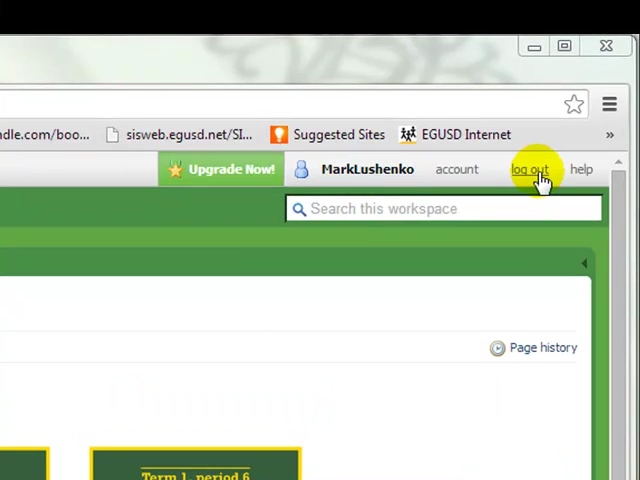 ndle.com/boo... sisweb.egusd.net/SI... Suggested Sites EGUSD Internet »
Upgrade Now! MarkLushenko account log out help
Search this workspace
Page history
Term 1, period 6